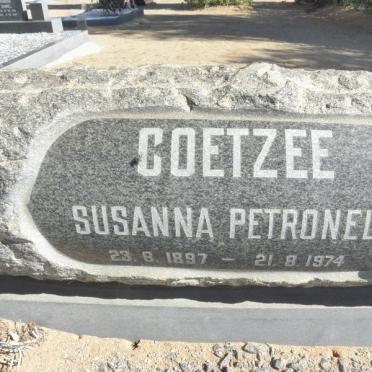 COETZEE
SUSANNA PETRONEL
23.8.1897 - 21.8.1974